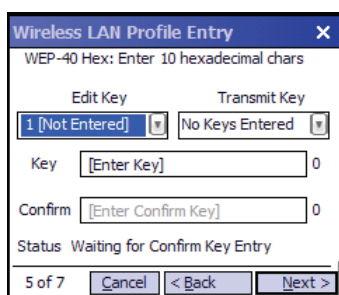 Wireless LAN Profile Entry X
WEP-40 Hex: Enter 10 hexadecimal chars
Edit Key Transmit Key
1 [Not Entered] No Keys Entered
Key [Enter Key] 0
Confirm [Enter Confirm Key] 0
Status Waiting for Confirm Key Entry
5 of 7 Cancel < Back Next >